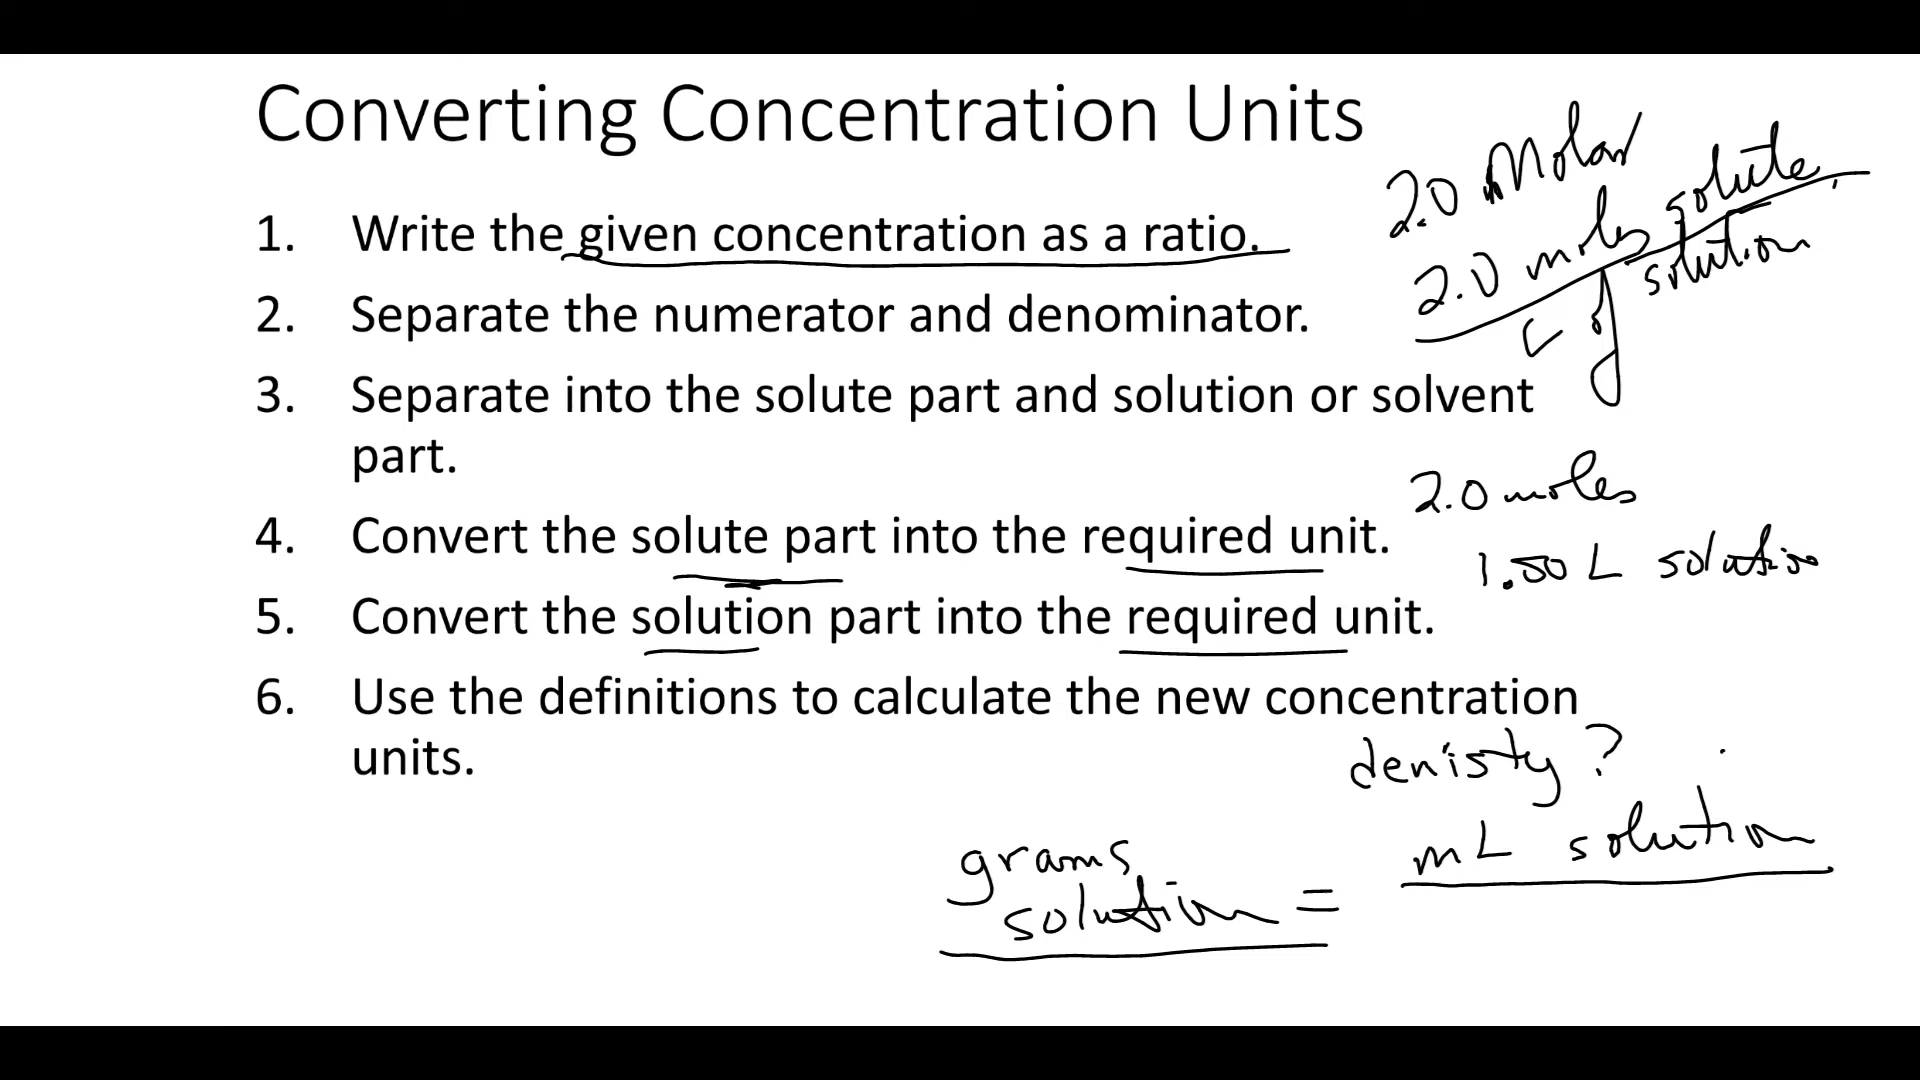 Converting Concentration Units
1. Write the given concentration as a ratio.
2. Separate the numerator and denominator.
3. Separate into the solute part and solution or solvent
part.
4. Convert the solute part into the required unit.
5. Convert the solution part into the required unit.
6. Use the definitions to calculate the new concentration
units.
2.0 Molar
2.0 moles solute
L of solution
2.0 moles
1.00 L solution
denisty?
grams
solution =
mL solution